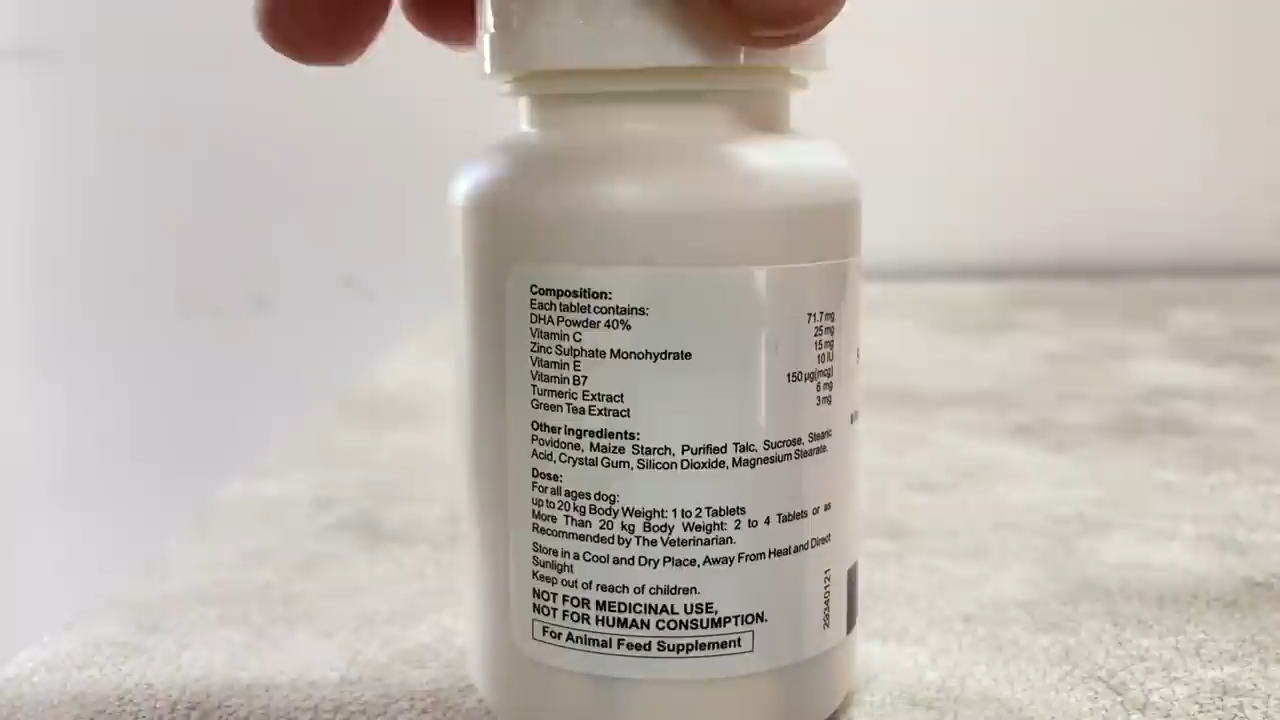 Composition:
Each tablet contains:
DHA Powder 40% 71.7 mg
Vitamin C 25 mg
Zinc Sulphate Monohydrate 15 mg
Vitamin E 10 IU
Vitamin B7 150 µg(mcg)
Turmeric Extract 6 mg
Green Tea Extract 3 mg
Other Ingredients:
Povidone, Maize Starch, Purified Talc, Sucrose, Stearic
Acid, Crystal Gum, Silicon Dioxide, Magnesium Stearate.
Dose:
For all ages dog:
up to 20 kg Body Weight: 1 to 2 Tablets
More Than 20 kg Body Weight: 2 to 4 Tablets or as
Recommended by The Veterinarian.
Store in a Cool and Dry Place, Away From Heat and Direct
Sunlight
Keep out of reach of children.
NOT FOR MEDICINAL USE,
NOT FOR HUMAN CONSUMPTION.
For Animal Feed Supplement
29340121